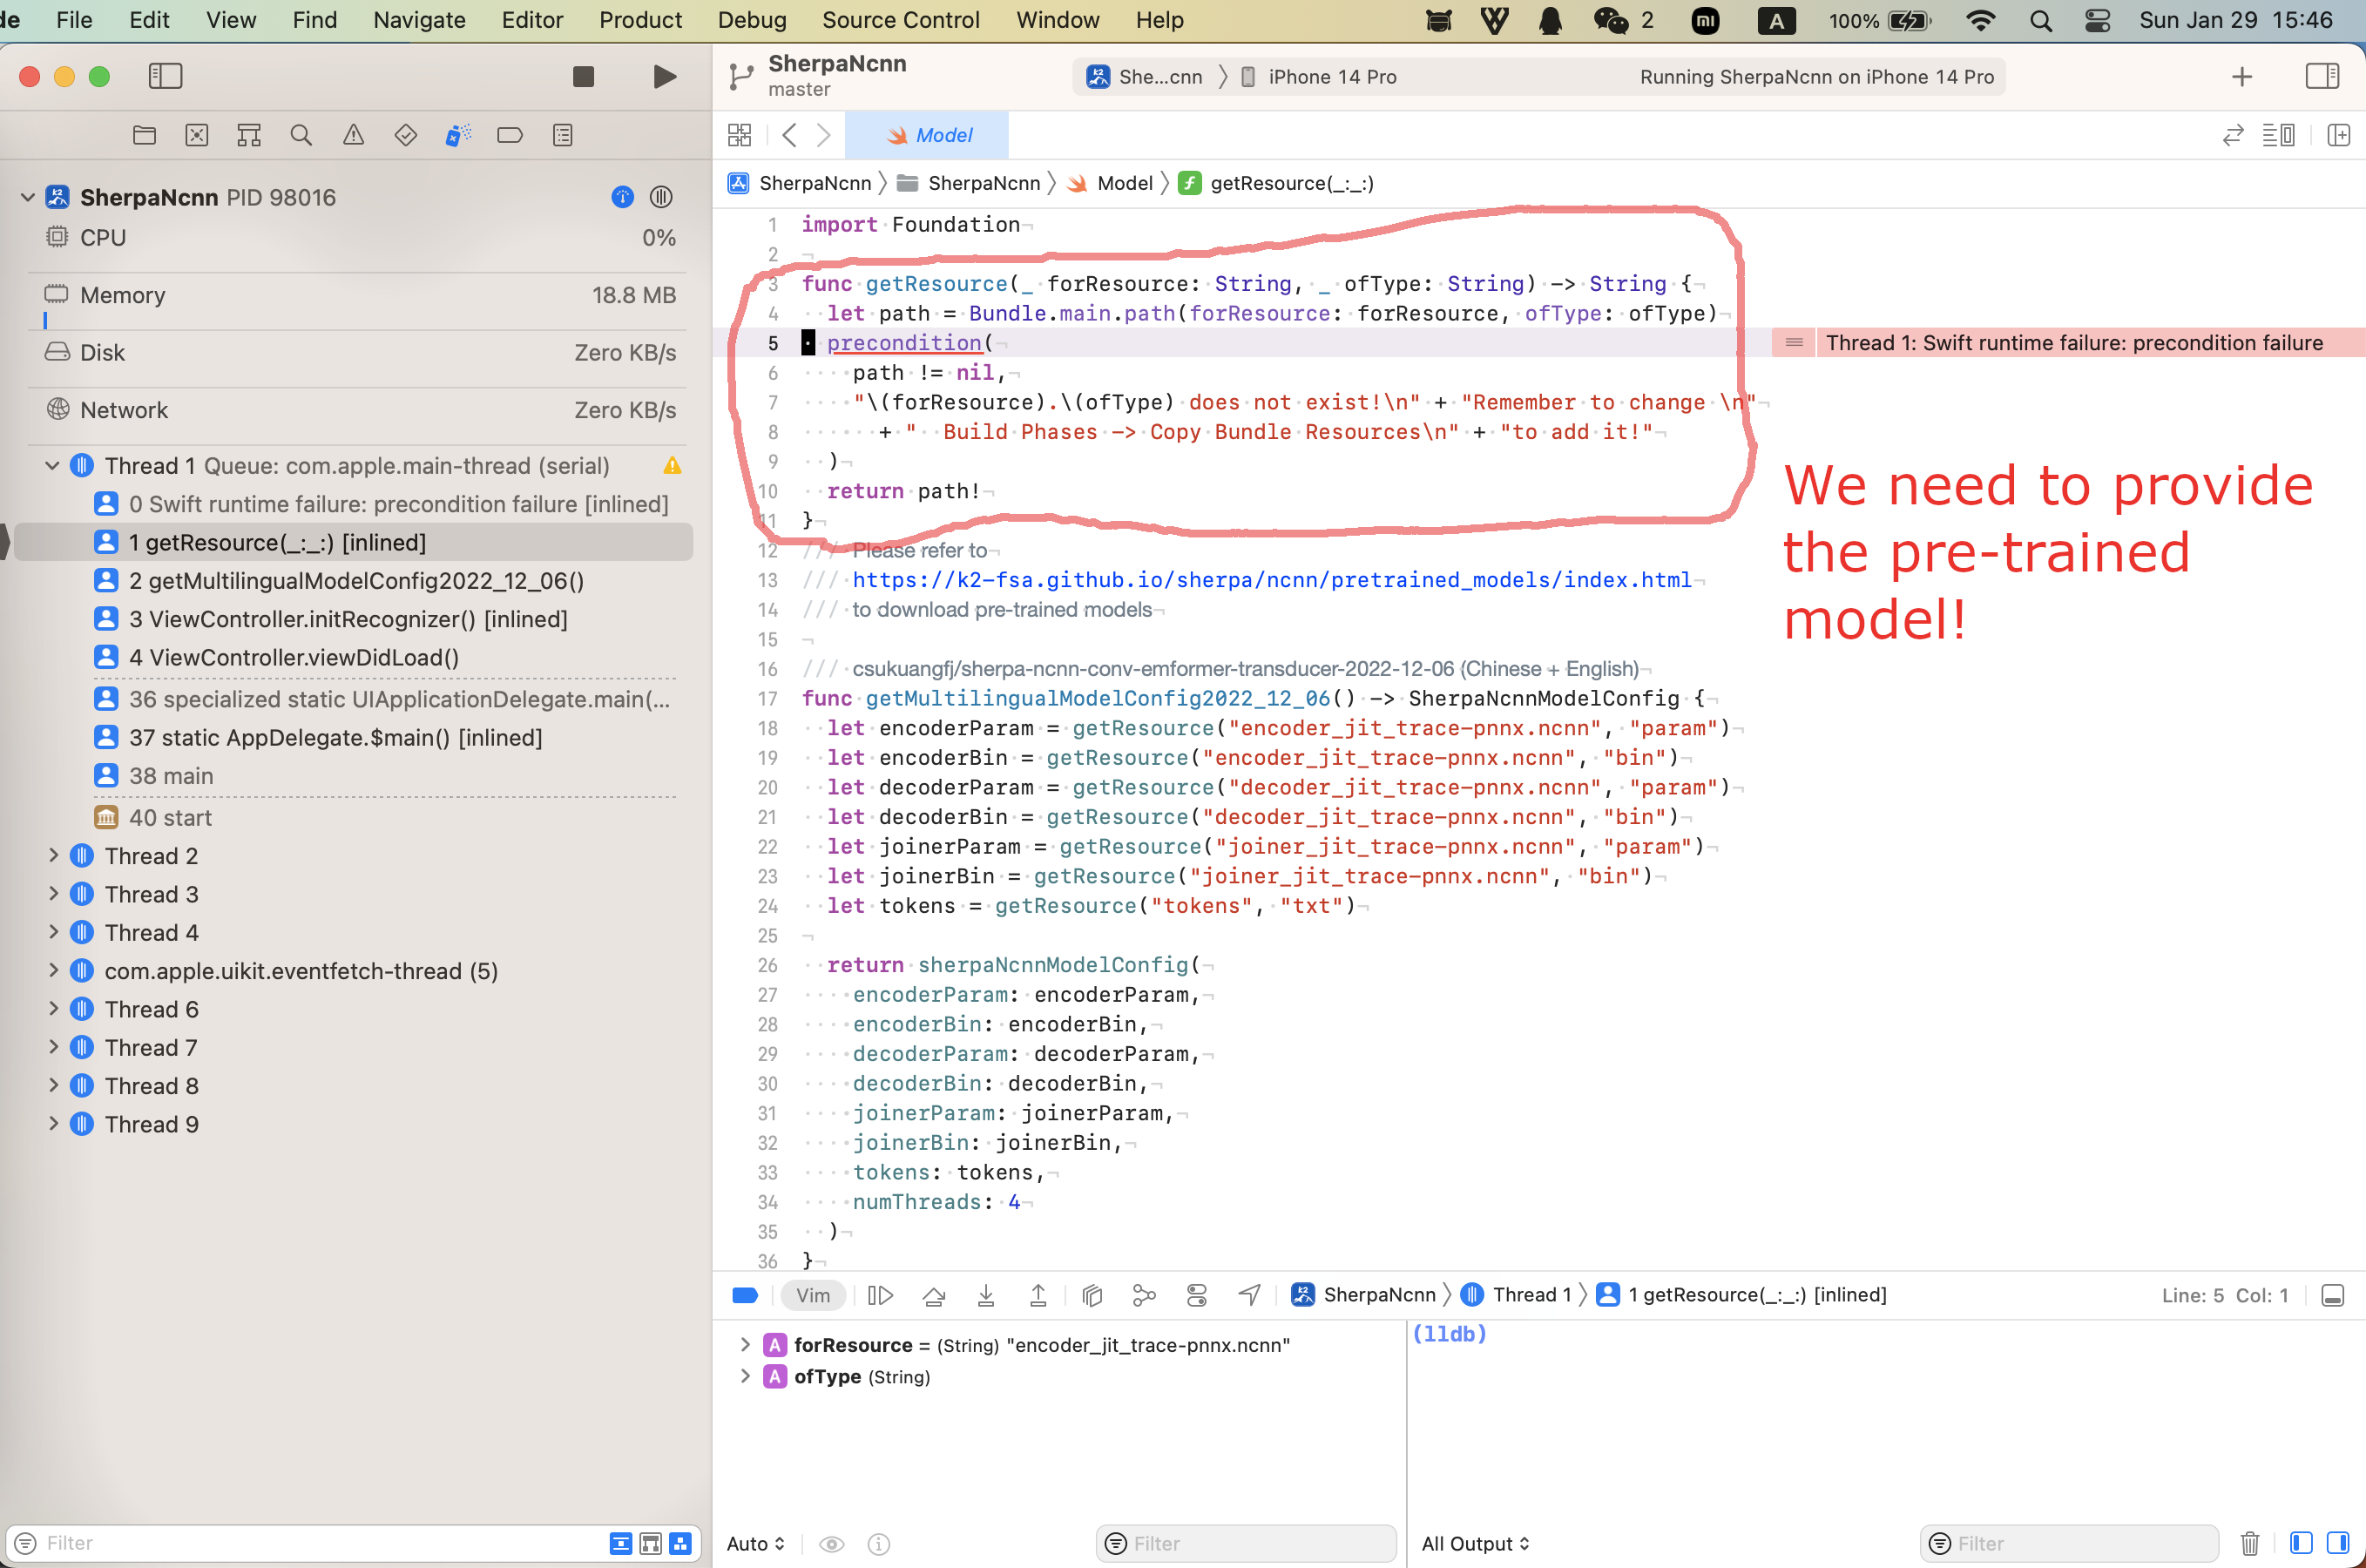 de File Edit View Find Navigate Editor Product Debug Source Control Window Help 2 mi A 100% Sun Jan 29 15:46
SherpaNcnn
master
She...cnn 〉 iPhone 14 Pro Running SherpaNcnn on iPhone 14 Pro
Model
SherpaNcnn 〉 SherpaNcnn 〉 Model 〉 f getResource(_:_:)
SherpaNcnn PID 98016
CPU 0%
Memory 18.8 MB
Disk Zero KB/s
Network Zero KB/s
Thread 1 Queue: com.apple.main-thread (serial)
0 Swift runtime failure: precondition failure [inlined]
1 getResource(_:_:) [inlined]
2 getMultilingualModelConfig2022_12_06()
3 ViewController.initRecognizer() [inlined]
4 ViewController.viewDidLoad()
36 specialized static UIApplicationDelegate.main(...
37 static AppDelegate.$main() [inlined]
38 main
40 start
Thread 2
Thread 3
Thread 4
com.apple.uikit.eventfetch-thread (5)
Thread 6
Thread 7
Thread 8
Thread 9
Filter
1 import Foundation
2
3 func getResource(_ forResource: String, _ ofType: String) -> String {
4 let path = Bundle.main.path(forResource: forResource, ofType: ofType)
5 precondition(
Thread 1: Swift runtime failure: precondition failure
6 path != nil,
7 "\(forResource).\(ofType) does not exist!\n" + "Remember to change \n"
8 + "  Build Phases -> Copy Bundle Resources\n" + "to add it!"
9 )
10 return path!
11 }
12 /// Please refer to
13 /// https://k2-fsa.github.io/sherpa/ncnn/pretrained_models/index.html
14 /// to download pre-trained models
15
16 /// csukuangfj/sherpa-ncnn-conv-emformer-transducer-2022-12-06 (Chinese + English)
17 func getMultilingualModelConfig2022_12_06() -> SherpaNcnnModelConfig {
18 let encoderParam = getResource("encoder_jit_trace-pnnx.ncnn", "param")
19 let encoderBin = getResource("encoder_jit_trace-pnnx.ncnn", "bin")
20 let decoderParam = getResource("decoder_jit_trace-pnnx.ncnn", "param")
21 let decoderBin = getResource("decoder_jit_trace-pnnx.ncnn", "bin")
22 let joinerParam = getResource("joiner_jit_trace-pnnx.ncnn", "param")
23 let joinerBin = getResource("joiner_jit_trace-pnnx.ncnn", "bin")
24 let tokens = getResource("tokens", "txt")
25
26 return sherpaNcnnModelConfig(
27 encoderParam: encoderParam,
28 encoderBin: encoderBin,
29 decoderParam: decoderParam,
30 decoderBin: decoderBin,
31 joinerParam: joinerParam,
32 joinerBin: joinerBin,
33 tokens: tokens,
34 numThreads: 4
35 )
36 }
We need to provide
the pre-trained
model!
Vim SherpaNcnn 〉 Thread 1 〉 1 getResource(_:_:) [inlined] Line: 5 Col: 1
A forResource = (String) "encoder_jit_trace-pnnx.ncnn"
A ofType (String)
(lldb)
Auto Filter
All Output Filter